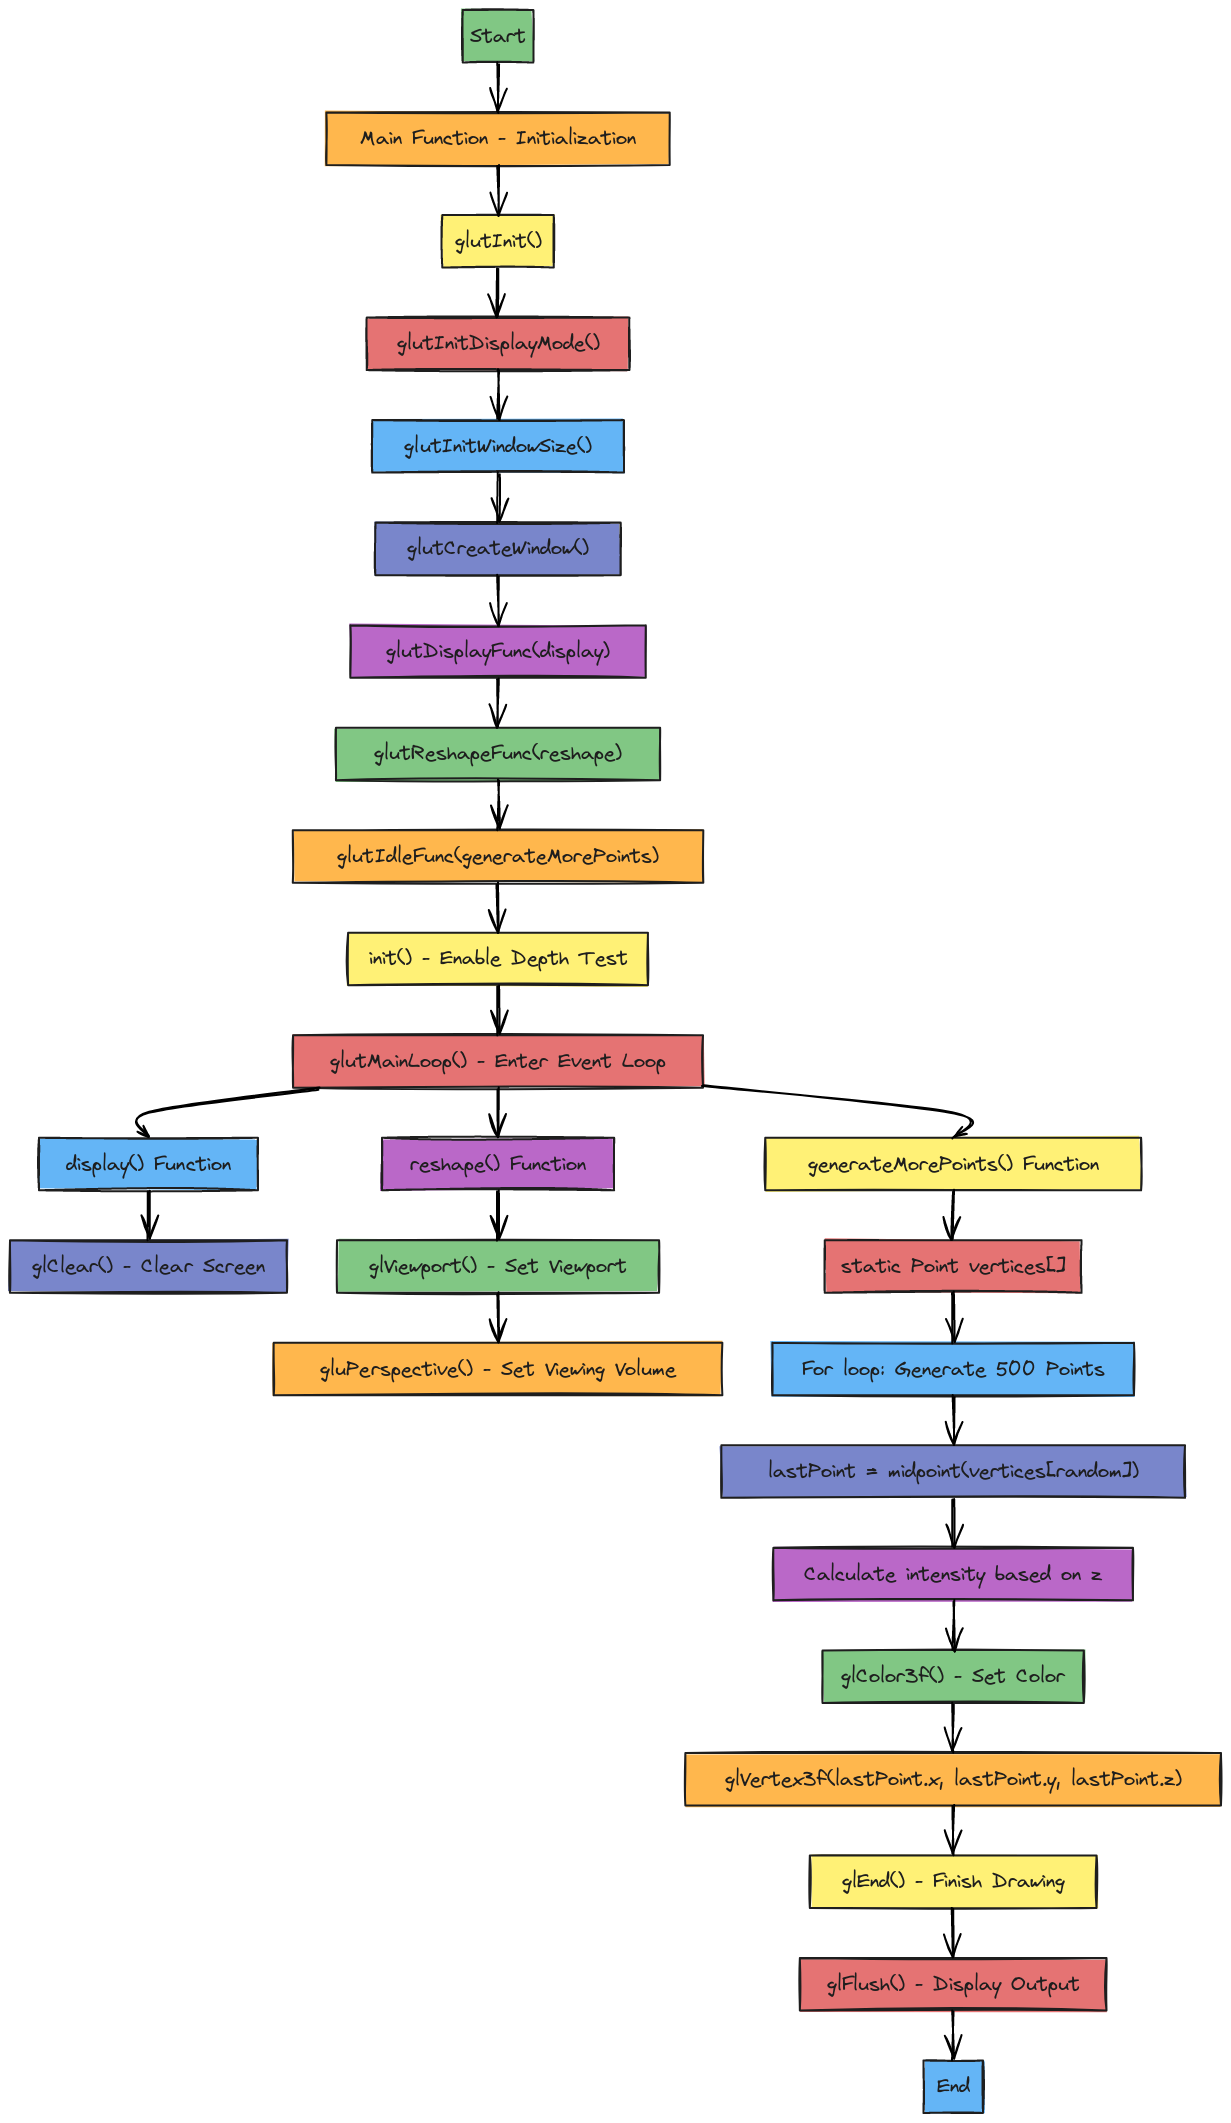 Start
Main Function - Initialization
glutInit()
glutInitDisplayMode()
glutInitWindowSize()
glutCreateWindow()
glutDisplayFunc(display)
glutReshapeFunc(reshape)
glutIdleFunc(generateMorePoints)
init() - Enable Depth Test
glutMainLoop() - Enter Event Loop
display() Function
reshape() Function
generateMorePoints() Function
glClear() - Clear Screen
glViewport() - Set Viewport
static Point vertices[]
gluPerspective() - Set Viewing Volume
For loop: Generate 500 Points
lastPoint = midpoint(vertices[random])
Calculate intensity based on z
glColor3f() - Set Color
glVertex3f(lastPoint.x, lastPoint.y, lastPoint.z)
glEnd() - Finish Drawing
glFlush() - Display Output
End